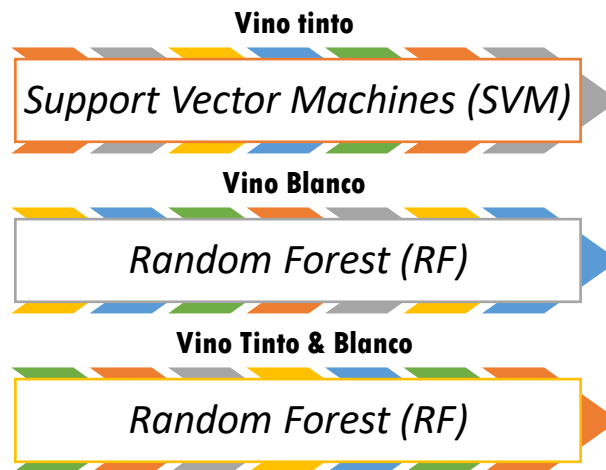 Vino tinto
Support Vector Machines (SVM)
Vino Blanco
Random Forest (RF)
Vino Tinto & Blanco
Random Forest (RF)